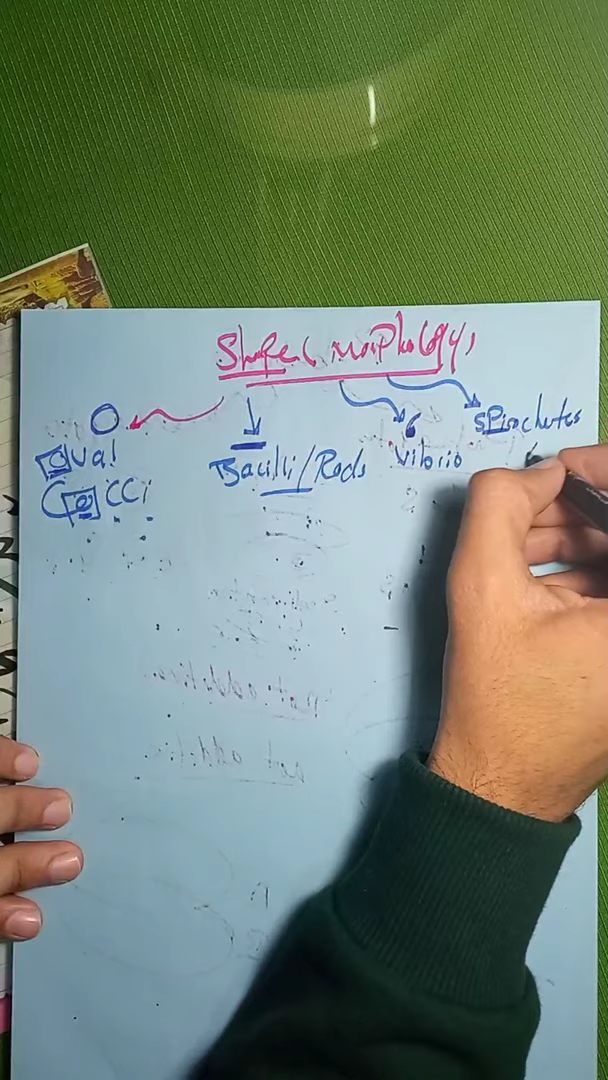 Shape (morphology)
Oval
Cocci
Bacilli/Rods
Vibrio
spirochetes